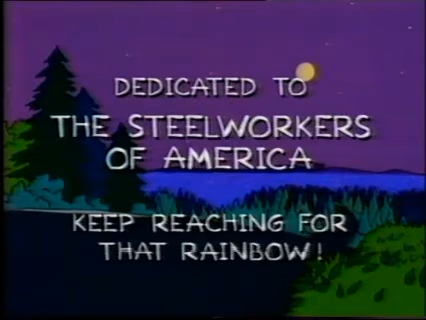 DEDICATED TO
THE STEELWORKERS
OF AMERICA
KEEP REACHING FOR
THAT RAINBOW!